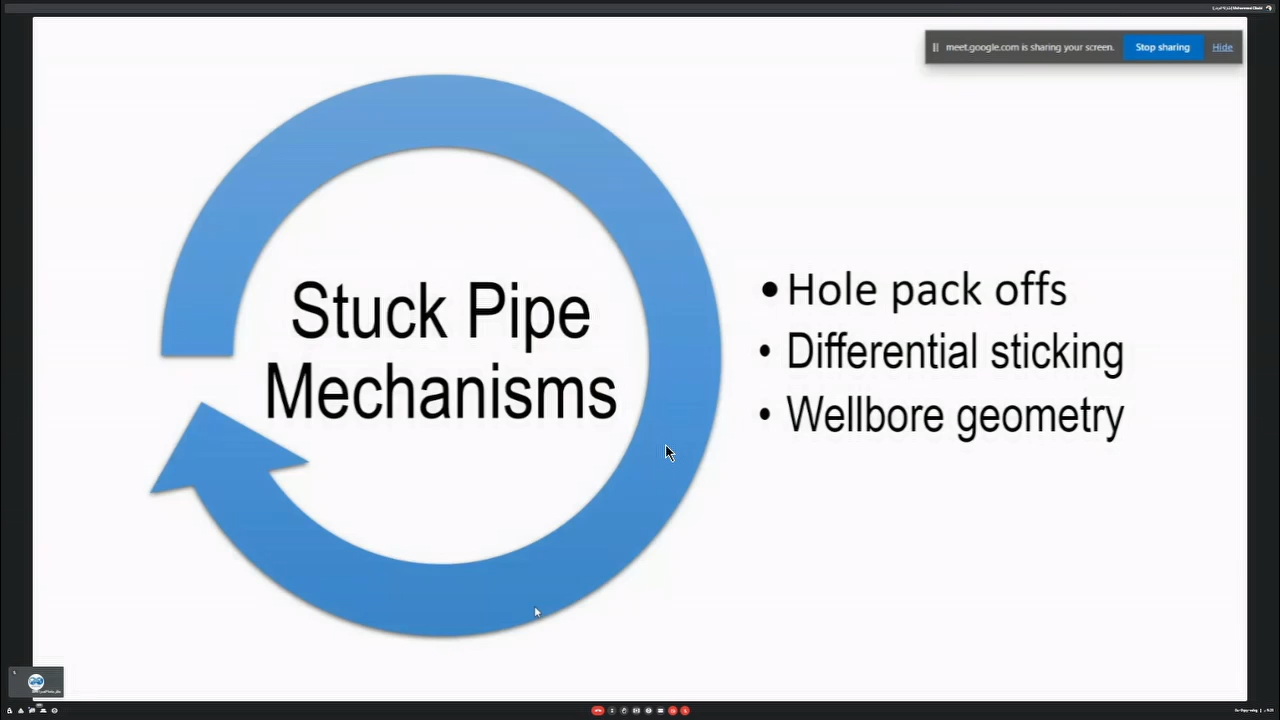 meet.google.com is sharing your screen.
Stop sharing
Hide
Stuck Pipe
Mechanisms
• Hole pack offs
• Differential sticking
• Wellbore geometry